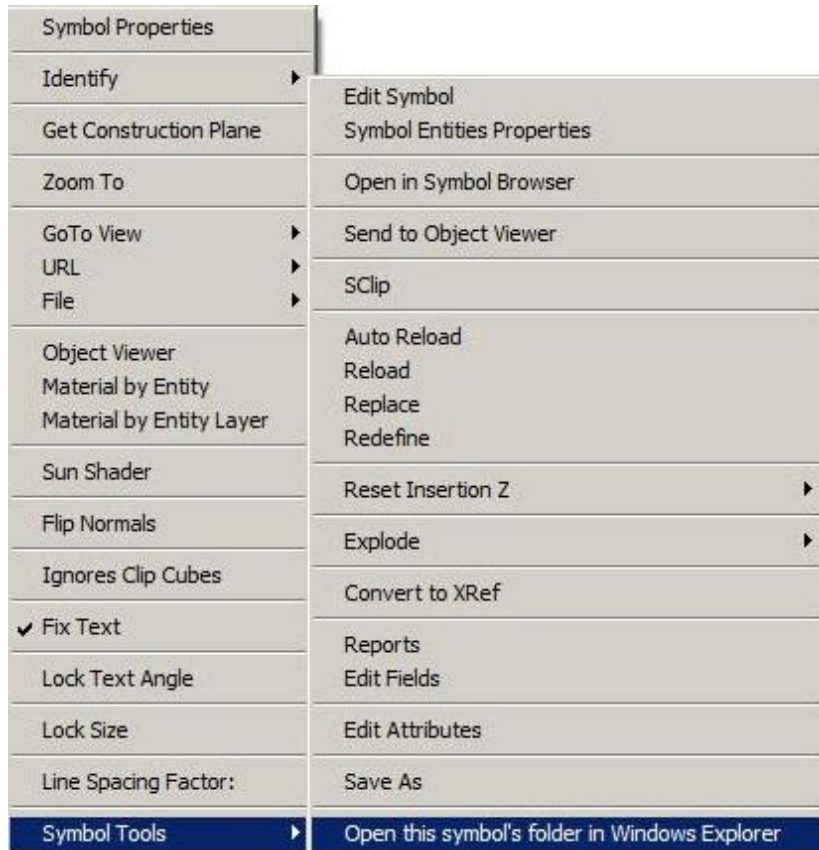 Symbol Properties
Identify
Get Construction Plane
Zoom To
GoTo View
URL
File
Object Viewer
Material by Entity
Material by Entity Layer
Sun Shader
Flip Normals
Ignores Clip Cubes
Fix Text
Lock Text Angle
Lock Size
Line Spacing Factor:
Symbol Tools
Edit Symbol
Symbol Entities Properties
Open in Symbol Browser
Send to Object Viewer
SClip
Auto Reload
Reload
Replace
Redefine
Reset Insertion Z
Explode
Convert to XRef
Reports
Edit Fields
Edit Attributes
Save As
Open this symbol's folder in Windows Explorer